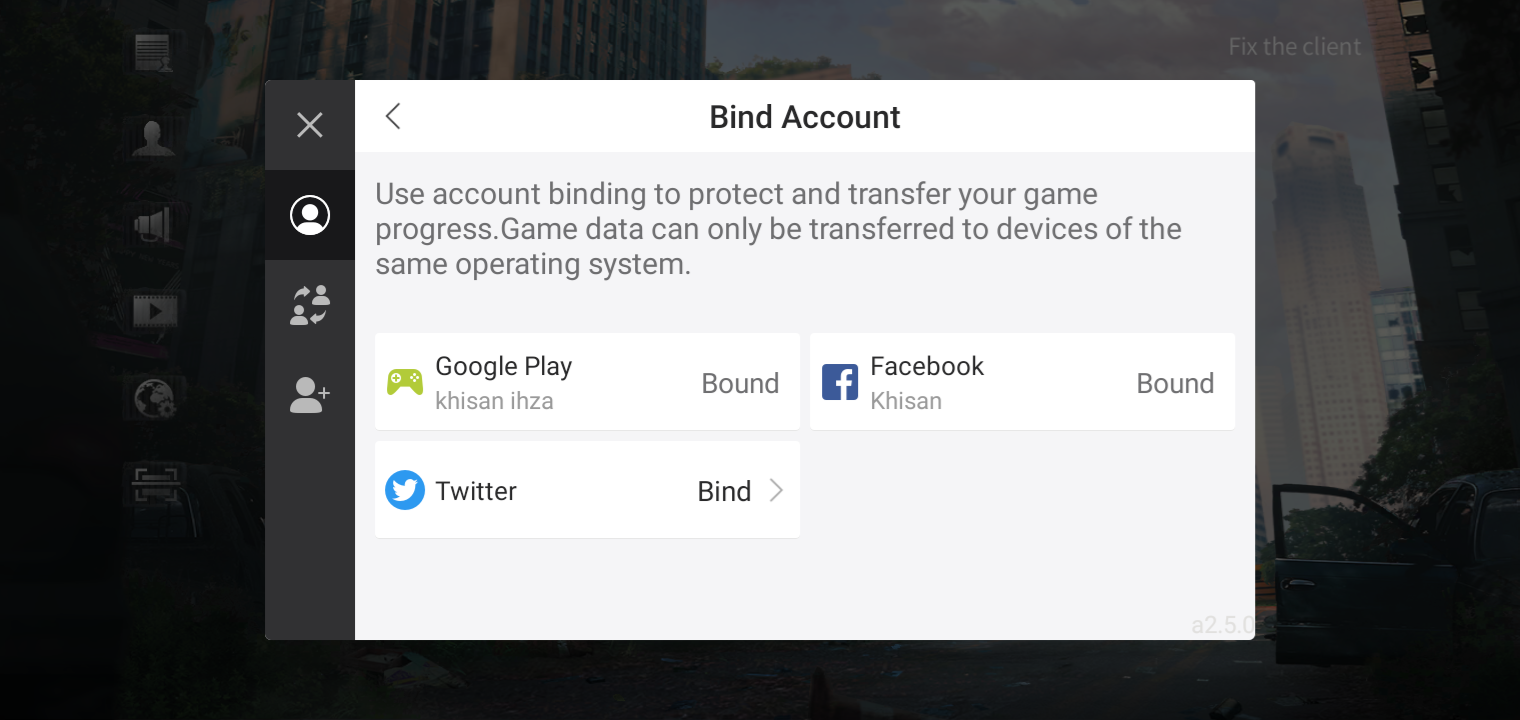 Fix the client
Bind Account
Use account binding to protect and transfer your game
progress.Game data can only be transferred to devices of the
same operating system.
Google Play
khisan ihza
Bound
Facebook
Khisan
Bound
Twitter
Bind
a2.5.0